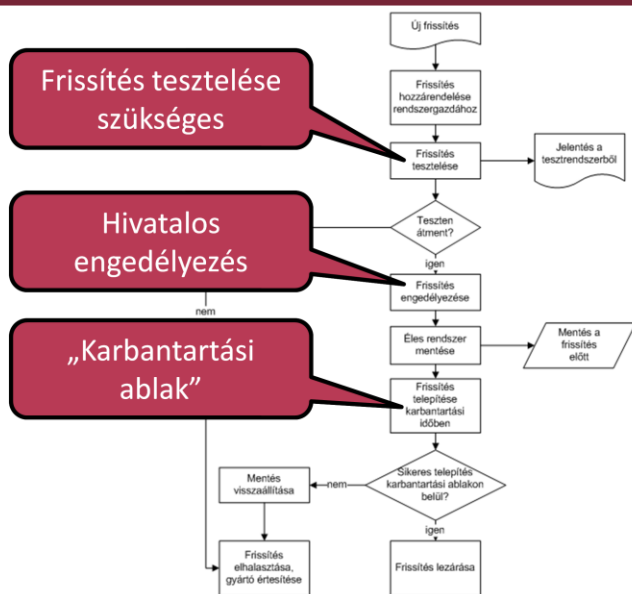 Új frissítés
Frissítés tesztelése
szükséges
Frissítés
hozzárendelése
rendszergazdához
Frissítés
tesztelése
Jelentés a
tesztrendszerből
Hivatalos
engedélyezés
Teszten
átment?
igen
nem
Frissítés
engedélyezése
„Karbantartási
ablak”
Éles rendszer
mentése
Mentés a
frissítés
előtt
Frissítés
telepítése
karbantartási
időben
Mentés
visszaállítása
nem
Sikeres telepítés
karbantartási ablakon
belül?
igen
Frissítés
elhalasztása,
gyártó értesítése
Frissítés lezárása